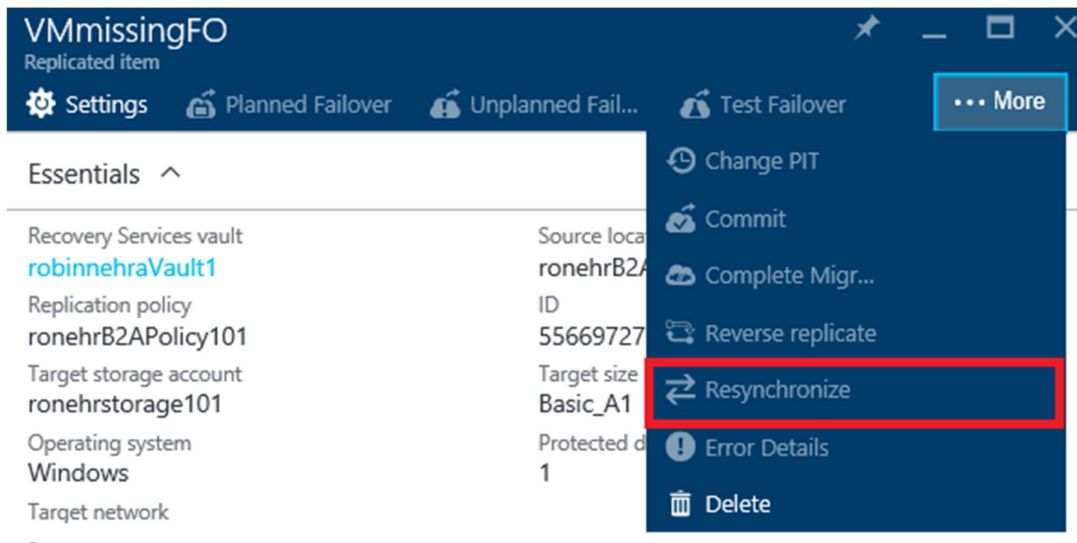 VMmissingFO
Replicated item
Settings Planned Failover Unplanned Fail... Test Failover ••• More
Essentials
Recovery Services vault
robinnehraVault1
Replication policy
ronehrB2APolicy101
Target storage account
ronehrstorage101
Operating system
Windows
Target network
Source loca
ronehrB2A
ID
55669727
Target size
Basic_A1
Protected d
1
Change PIT
Commit
Complete Migr...
Reverse replicate
Resynchronize
Error Details
Delete